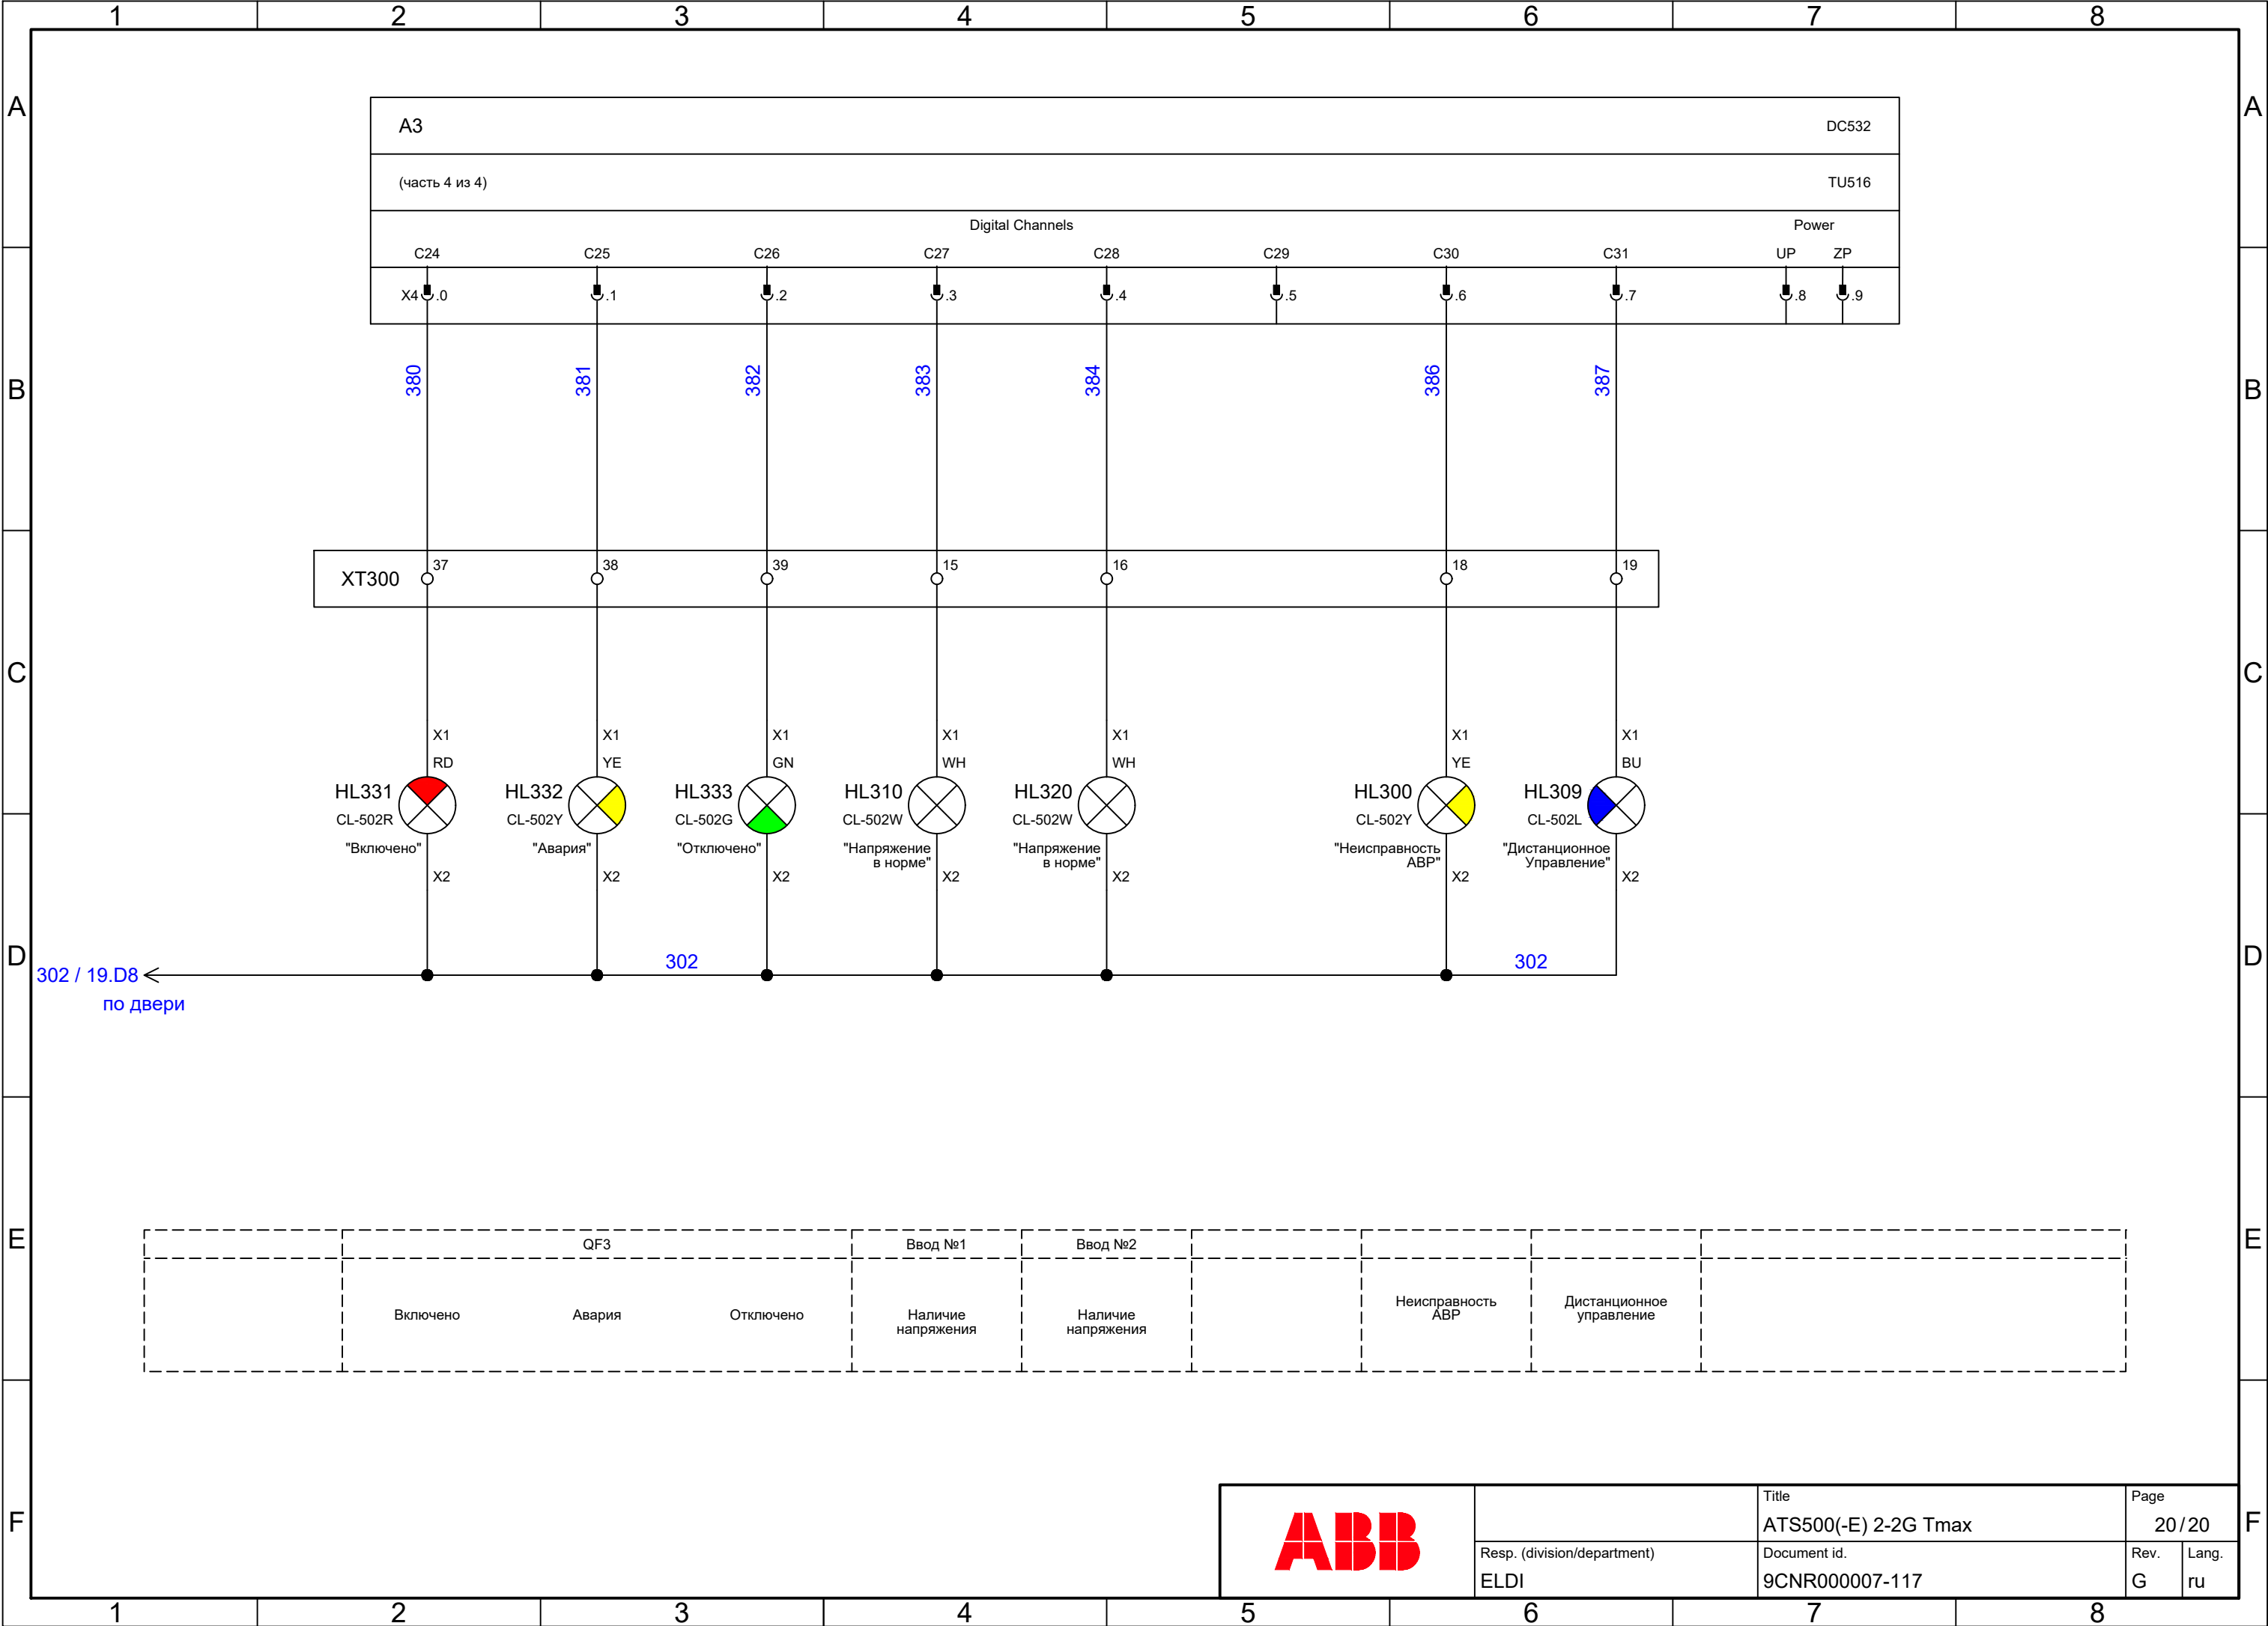 1 2 3 4 5 6 7 8
A A
A3 DC532
(часть 4 из 4) TU516
Digital Channels Power
C24 C25 C26 C27 C28 C29 C30 C31 UP ZP
X4 .0 .1 .2 .3 .4 .5 .6 .7 .8 .9
B B
380 381 382 383 384 386 387
XT300 37 38 39 15 16 18 19
C C
X1 X1 X1 X1 X1 X1 X1
RD YE GN WH WH YE BU
HL331 HL332 HL333 HL310 HL320 HL300 HL309
CL-502R CL-502Y CL-502G CL-502W CL-502W CL-502Y CL-502L
"Включено" "Авария" "Отключено" "Напряжение "Напряжение "Неисправность "Дистанционное
в норме" в норме" АВР" Управление"
X2 X2 X2 X2 X2 X2 X2
D D
302 302
302 / 19.D8
по двери
E E
QF3 Ввод №1 Ввод №2
Включено Авария Отключено Наличие Наличие Неисправность Дистанционное
напряжения напряжения АВР управление
F F
ABB
Title Page
ATS500(-E) 2-2G Tmax 20/20
Resp. (division/department) Document id. Rev. Lang.
ELDI 9CNR000007-117 G ru
1 2 3 4 5 6 7 8